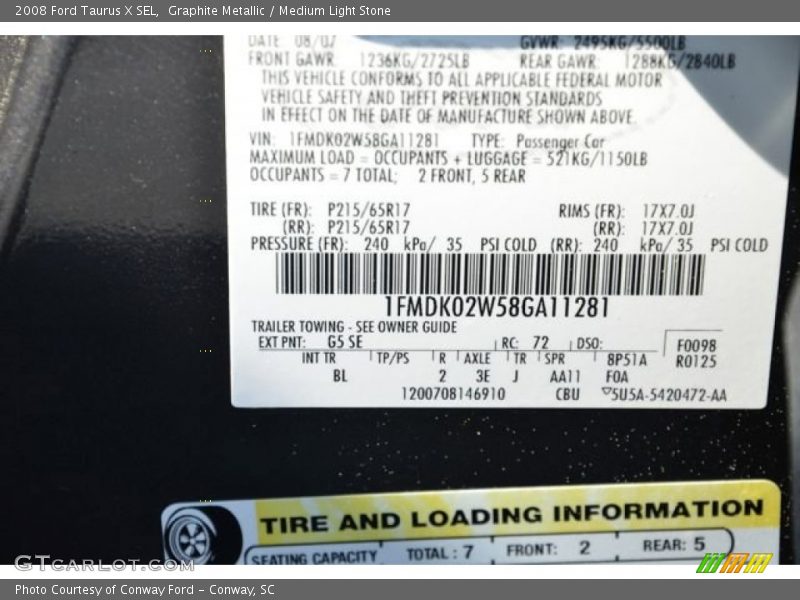 2008 Ford Taurus X SEL, Graphite Metallic / Medium Light Stone
DATE 08/07 GVWR: 2495KG/5500LB
FRONT GAWR: 1236KG/2725LB REAR GAWR: 1288KG/2840LB
THIS VEHICLE CONFORMS TO ALL APPLICABLE FEDERAL MOTOR
VEHICLE SAFETY AND THEFT PREVENTION STANDARDS
IN EFFECT ON THE DATE OF MANUFACTURE SHOWN ABOVE.
VIN: 1FMDK02W58GA11281 TYPE: Passenger Car
MAXIMUM LOAD = OCCUPANTS + LUGGAGE = 521KG/1150LB
OCCUPANTS = 7 TOTAL; 2 FRONT, 5 REAR
TIRE (FR): P215/65R17 RIMS (FR): 17X7.0J
(RR): P215/65R17 (RR): 17X7.0J
PRESSURE (FR): 240 kPa/ 35 PSI COLD (RR): 240 kPa/ 35 PSI COLD
1FMDK02W58GA11281
TRAILER TOWING - SEE OWNER GUIDE
EXT PNT: G5 SE RC: 72 DSO: F0098
INT TR TP/PS R AXLE TR SPR 8P51A R0125
BL 2 3E J AA11 FOA
1200708146910 CBU 5U5A-5420472-AA
TIRE AND LOADING INFORMATION
SEATING CAPACITY TOTAL: 7 FRONT: 2 REAR: 5
GTcarlot.com
Photo Courtesy of Conway Ford - Conway, SC